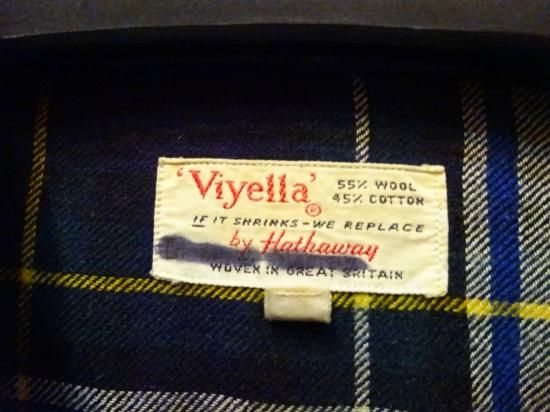 'Viyella'®
55% WOOL
45% COTTON
IF IT SHRINKS-WE REPLACE
by Hathaway
WOVEN IN GREAT BRITAIN